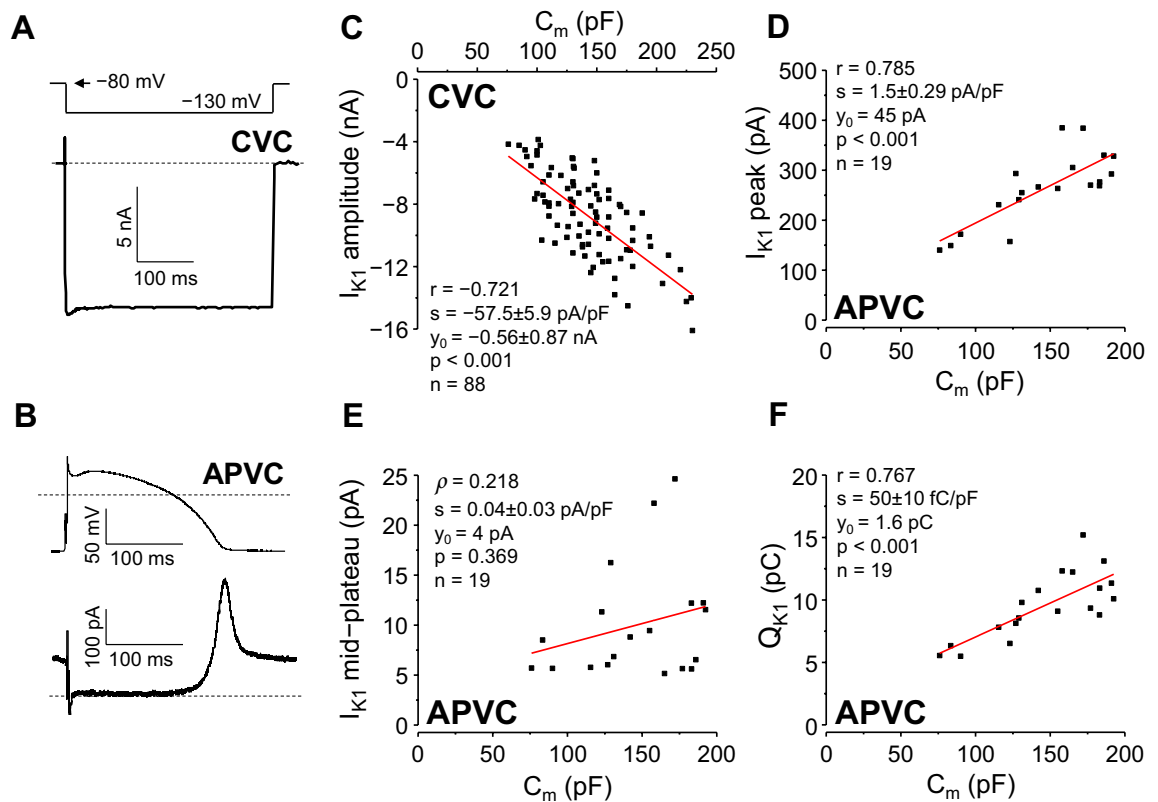 A
−80 mV
−130 mV
CVC
5 nA
100 ms
B
APVC
50 mV
100 ms
100 pA
100 ms
C
Cm (pF)
0 50 100 150 200 250
CVC
IK1 amplitude (nA)
0
−4
−8
−12
−16
r = −0.721
s = −57.5±5.9 pA/pF
y0 = −0.56±0.87 nA
p < 0.001
n = 88
D
r = 0.785
s = 1.5±0.29 pA/pF
y0 = 45 pA
p < 0.001
n = 19
IK1 peak (pA)
500
400
300
200
100
0
APVC
0 50 100 150 200
Cm (pF)
E
ρ = 0.218
s = 0.04±0.03 pA/pF
y0 = 4 pA
p = 0.369
n = 19
IK1 mid−plateau (pA)
25
20
15
10
5
0
APVC
0 50 100 150 200
Cm (pF)
F
r = 0.767
s = 50±10 fC/pF
y0 = 1.6 pC
p < 0.001
n = 19
QK1 (pC)
20
15
10
5
0
APVC
0 50 100 150 200
Cm (pF)